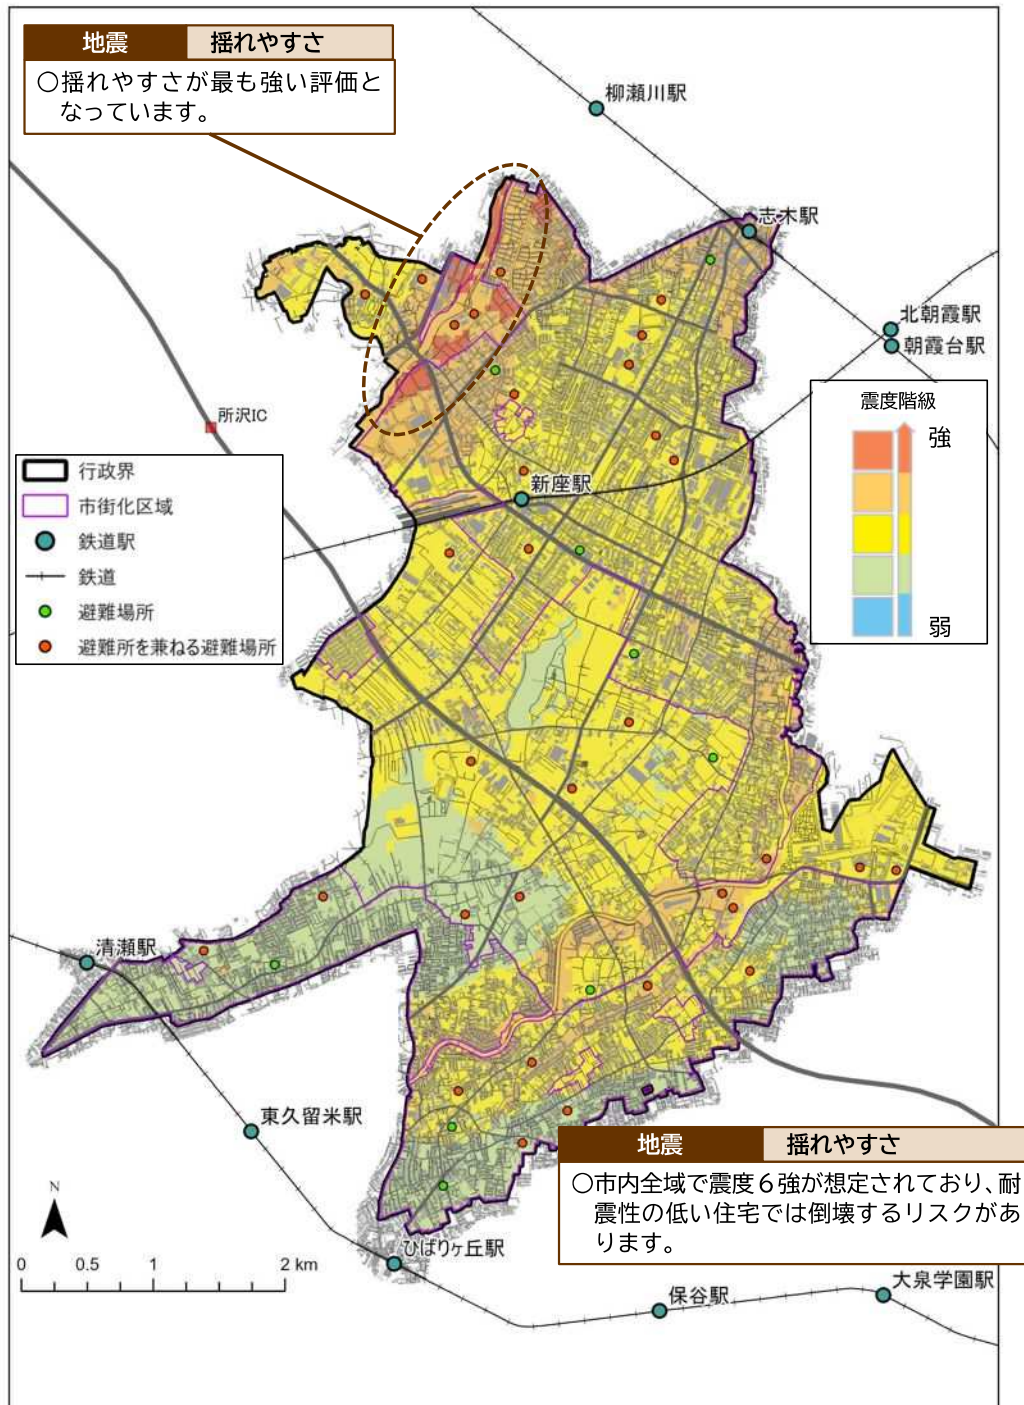 地震 揺れやすさ
○揺れやすさが最も強い評価と
なっています。
柳瀬川駅
志木駅
北朝霞駅
朝霞台駅
所沢IC
震度階級
強
弱
行政界
市街化区域
鉄道駅
鉄道
避難場所
避難所を兼ねる避難場所
新座駅
清瀬駅
東久留米駅
地震 揺れやすさ
○市内全域で震度６強が想定されており、耐
震性の低い住宅では倒壊するリスクがあ
ります。
N
0 0.5 1 2 km
ひばりヶ丘駅
保谷駅
大泉学園駅